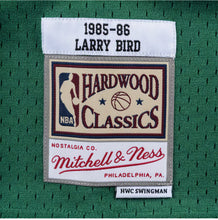 1985-86
LARRY BIRD
HARDWOOD
NBA
CLASSICS
NOSTALGIA CO.
Mitchell & Ness
PHILADELPHIA, PA.
HWC SWINGMAN